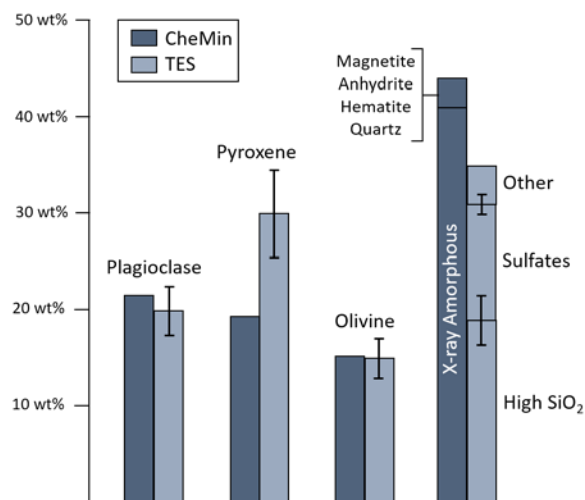 50 wt%
40 wt%
30 wt%
20 wt%
10 wt%
CheMin
TES
Plagioclase
Pyroxene
Olivine
Magnetite
Anhydrite
Hematite
Quartz
X-ray Amorphous
Other
Sulfates
High SiO₂